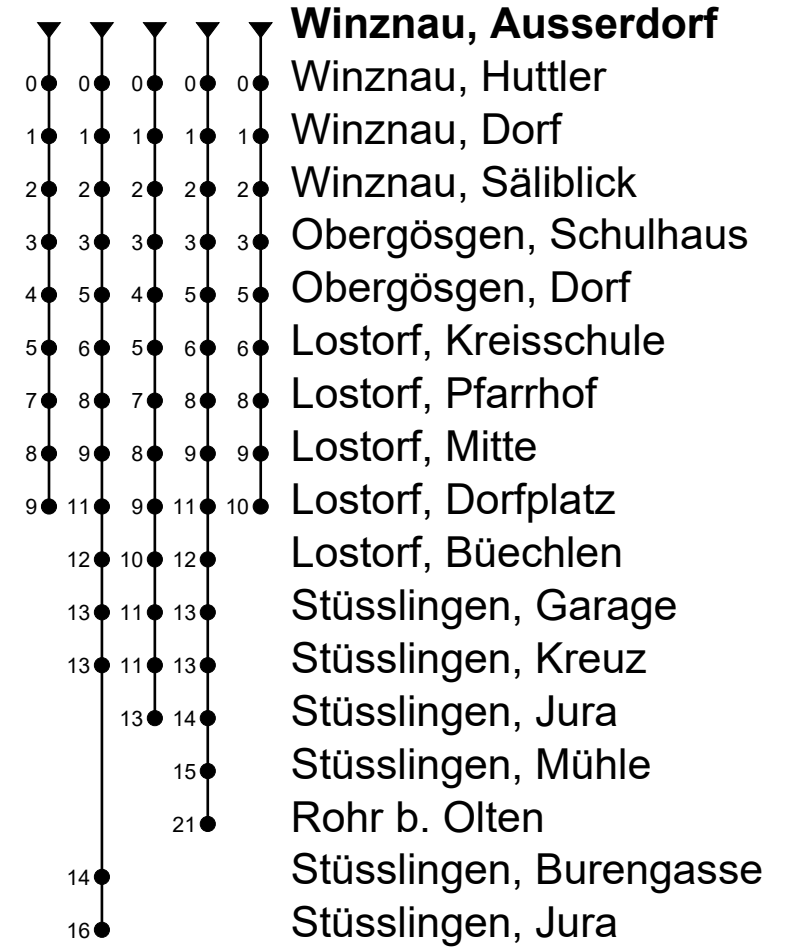 Winznau, Ausserdorf
0 0 0 0 0 Winznau, Huttler
1 1 1 1 1 Winznau, Dorf
2 2 2 2 2 Winznau, Säliblick
3 3 3 3 3 Obergösgen, Schulhaus
4 5 4 5 5 Obergösgen, Dorf
5 6 5 6 6 Lostorf, Kreisschule
7 8 7 8 8 Lostorf, Pfarrhof
8 9 8 9 9 Lostorf, Mitte
9 11 9 11 10 Lostorf, Dorfplatz
12 10 12 Lostorf, Büechlen
13 11 13 Stüsslingen, Garage
13 11 13 Stüsslingen, Kreuz
13 14 Stüsslingen, Jura
15 Stüsslingen, Mühle
21 Rohr b. Olten
14 Stüsslingen, Burengasse
16 Stüsslingen, Jura